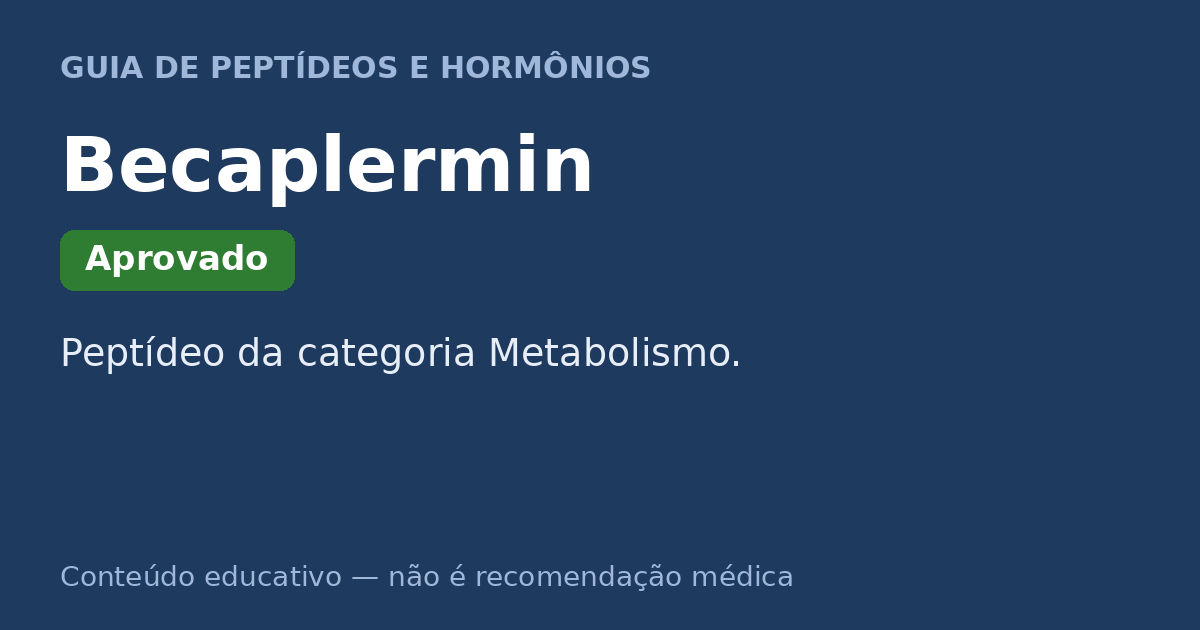 GUIA DE PEPTÍDEOS E HORMÔNIOS
Becaplermin
Aprovado
Peptídeo da categoria Metabolismo.
Conteúdo educativo — não é recomendação médica